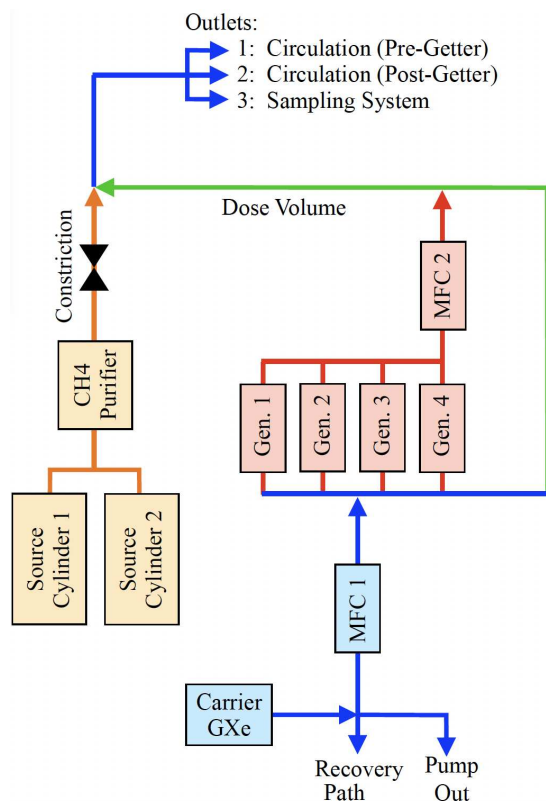 Outlets:
1: Circulation (Pre-Getter)
2: Circulation (Post-Getter)
3: Sampling System
Dose Volume
Constriction
MFC 2
CH4
Purifier
Gen. 1
Gen. 2
Gen. 3
Gen. 4
Source
Cylinder 1
Source
Cylinder 2
MFC 1
Carrier
GXe
Recovery
Path
Pump
Out